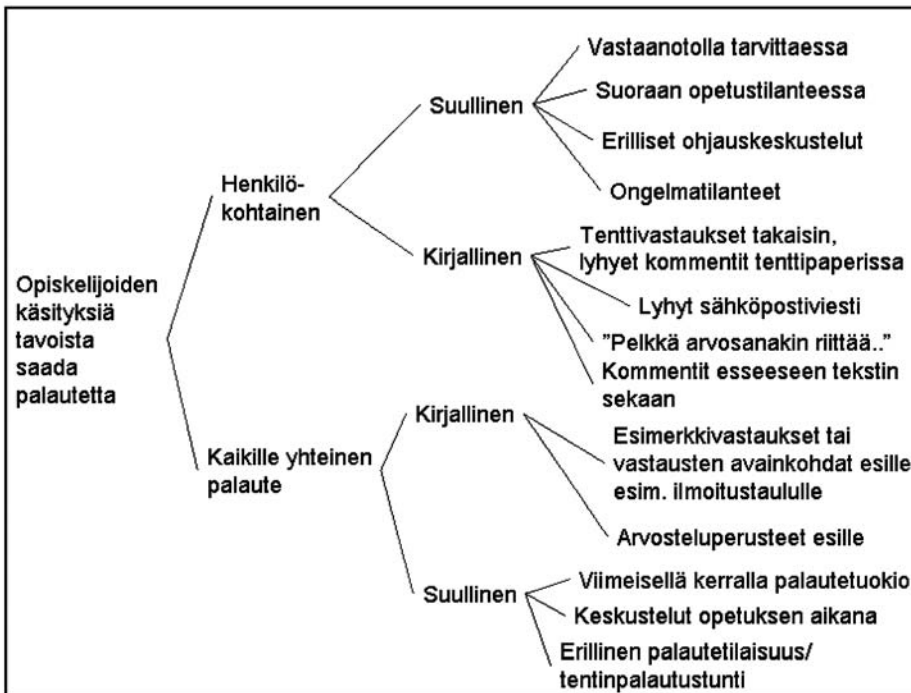 Opiskelijoiden
käsityksiä
tavoista
saada
palautetta
Henkilö-
kohtainen
Suullinen
Vastaanotolla tarvittaessa
Suoraan opetustilanteessa
Erilliset ohjauskeskustelut
Ongelmatilanteet
Kirjallinen
Tenttivastaukset takaisin,
lyhyet kommentit tenttipaperissa
Lyhyt sähköpostiviesti
"Pelkkä arvosanakin riittää.."
Kommentit esseeseen tekstin
sekaan
Kaikille yhteinen
palaute
Kirjallinen
Esimerkkivastaukset tai
vastausten avainkohdat esille
esim. ilmoitustaululle
Arvosteluperusteet esille
Suullinen
Viimeisellä kerralla palautetuokio
Keskustelut opetuksen aikana
Erillinen palautetilaisuus/
tentinpalautustunti